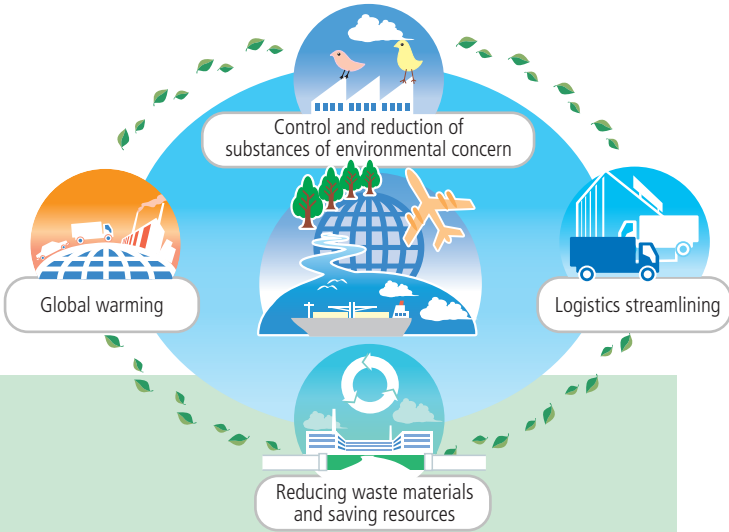 Control and reduction of
substances of environmental concern
Global warming
Logistics streamlining
Reducing waste materials
and saving resources